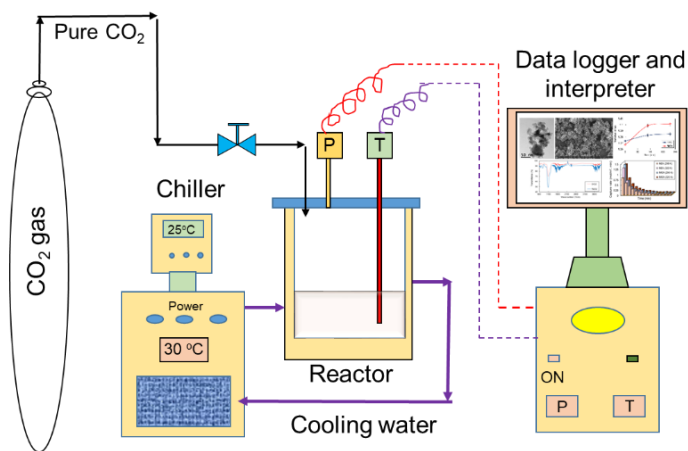 Pure CO₂
Data logger and
interpreter
P
T
Chiller
25°C
CO₂ gas
Power
30 °C
Reactor
ON
P
T
Cooling water